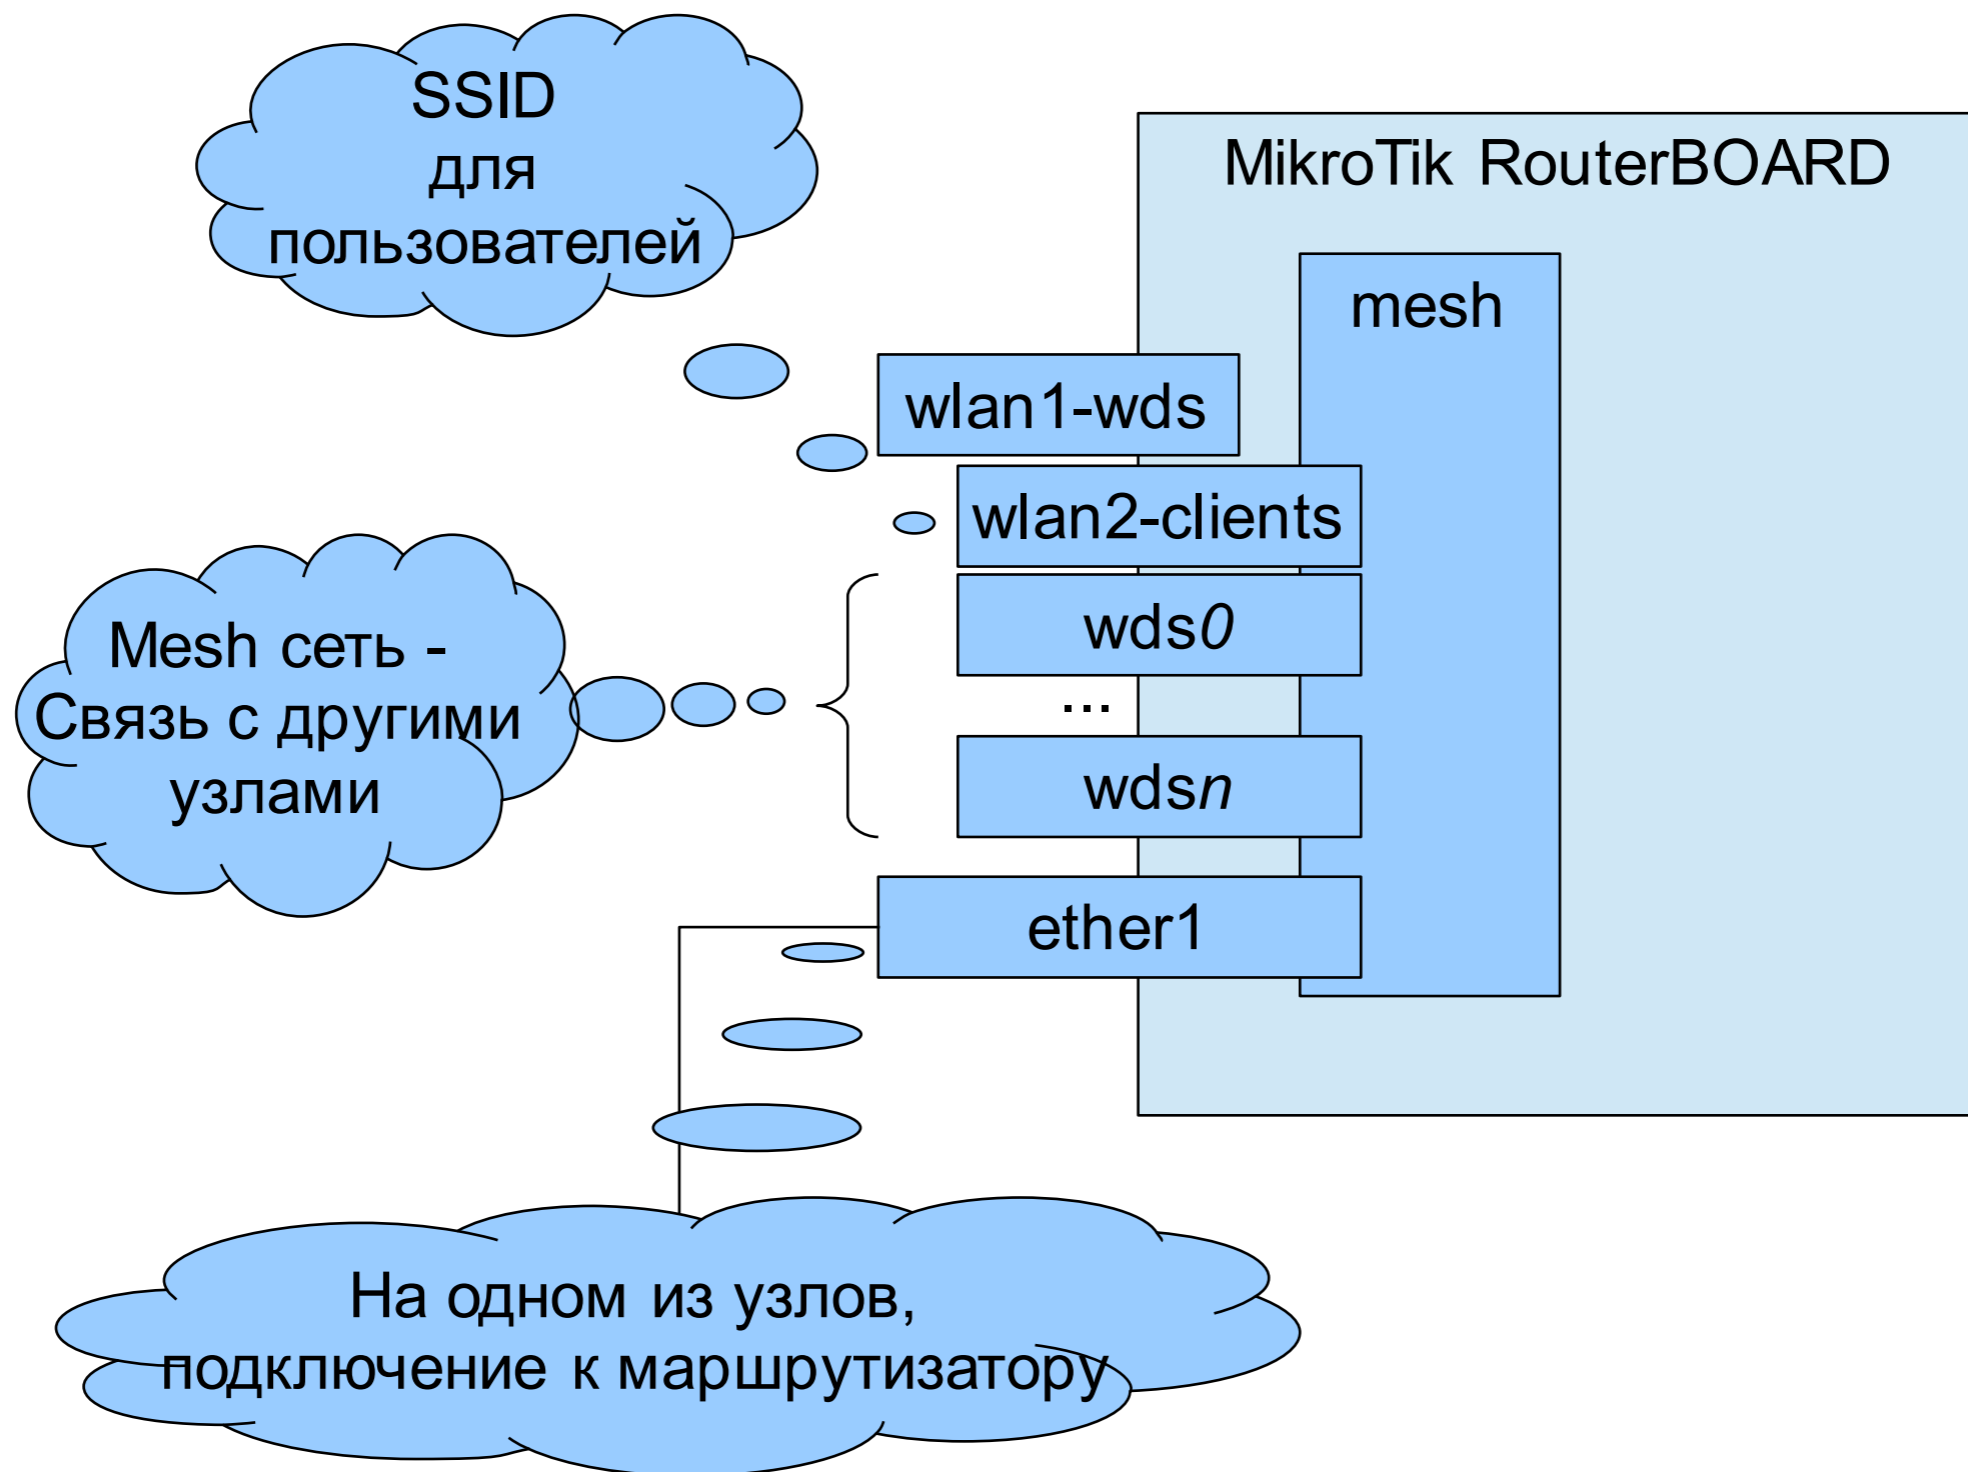 SSID
для
пользователей
MikroTik RouterBOARD
mesh
wlan1-wds
wlan2-clients
wds0
...
wdsn
ether1
Mesh сеть -
Связь с другими
узлами
На одном из узлов,
подключение к маршрутизатору